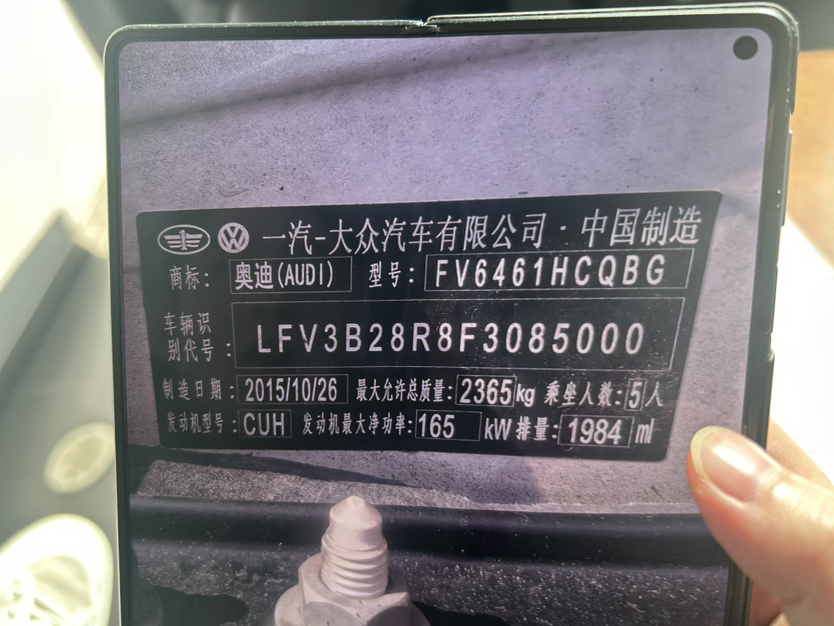 一汽-大众汽车有限公司·中国制造
商标: 奥迪(AUDI) 型号: FV6461HCQBG
车辆识别代号: LFV3B28R8F3085000
制造日期: 2015/10/26 最大允许总质量: 2365kg 乘坐人数: 5人
发动机型号: CUH 发动机最大净功率: 165 kW 排量: 1984 ml